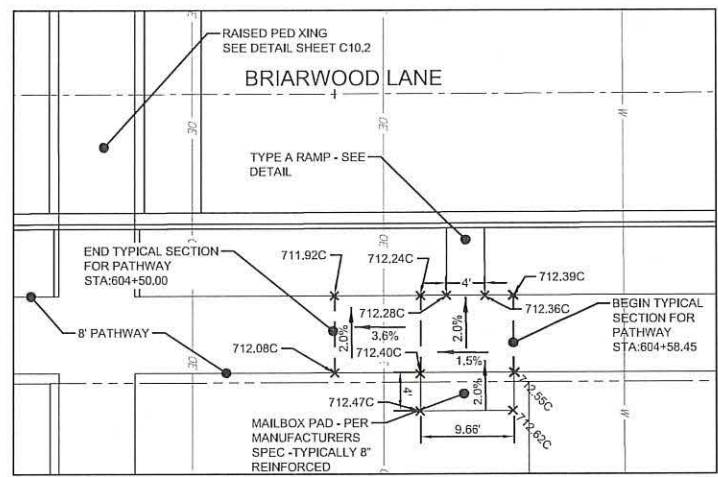 RAISED PED XING
SEE DETAIL SHEET C10.2
BRIARWOOD LANE
W
OE
OE
TYPE A RAMP - SEE
DETAIL
END TYPICAL SECTION
FOR PATHWAY
STA:604+50.00
OE
711.92C
712.24C
4'
712.39C
712.28C
712.36C
BEGIN TYPICAL
SECTION FOR
PATHWAY
STA:604+58.45
8' PATHWAY
2.0%
3.6%
2.0%
712.08C
712.40C
1.5%
OE
4'
2.0%
712.47C
712.55C
712.62C
W
MAILBOX PAD - PER
MANUFACTURERS
SPEC -TYPICALLY 8"
REINFORCED
9.66'